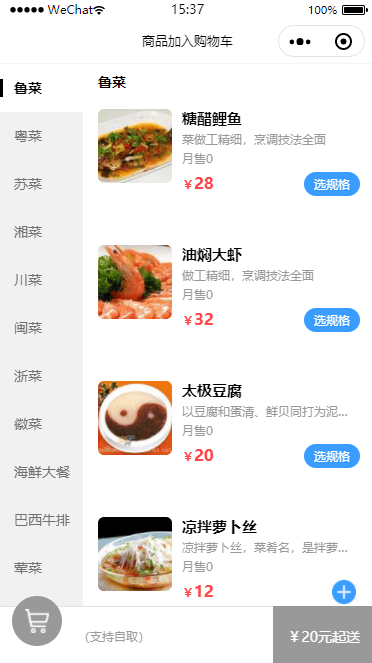 WeChat 15:37 100%
商品加入购物车
鲁菜
粤菜
苏菜
湘菜
川菜
闽菜
浙菜
徽菜
海鲜大餐
巴西牛排
荤菜
鲁菜
糖醋鲤鱼
菜做工精细，烹调技法全面
月售0
￥28 选规格
油焖大虾
做工精细，烹调技法全面
月售0
￥32 选规格
太极豆腐
以豆腐和蛋清、鲜贝同打为泥...
月售0
￥20 选规格
凉拌萝卜丝
凉拌萝卜丝，菜肴名，是拌萝...
月售0
￥12
(支持自取) ￥20元起送